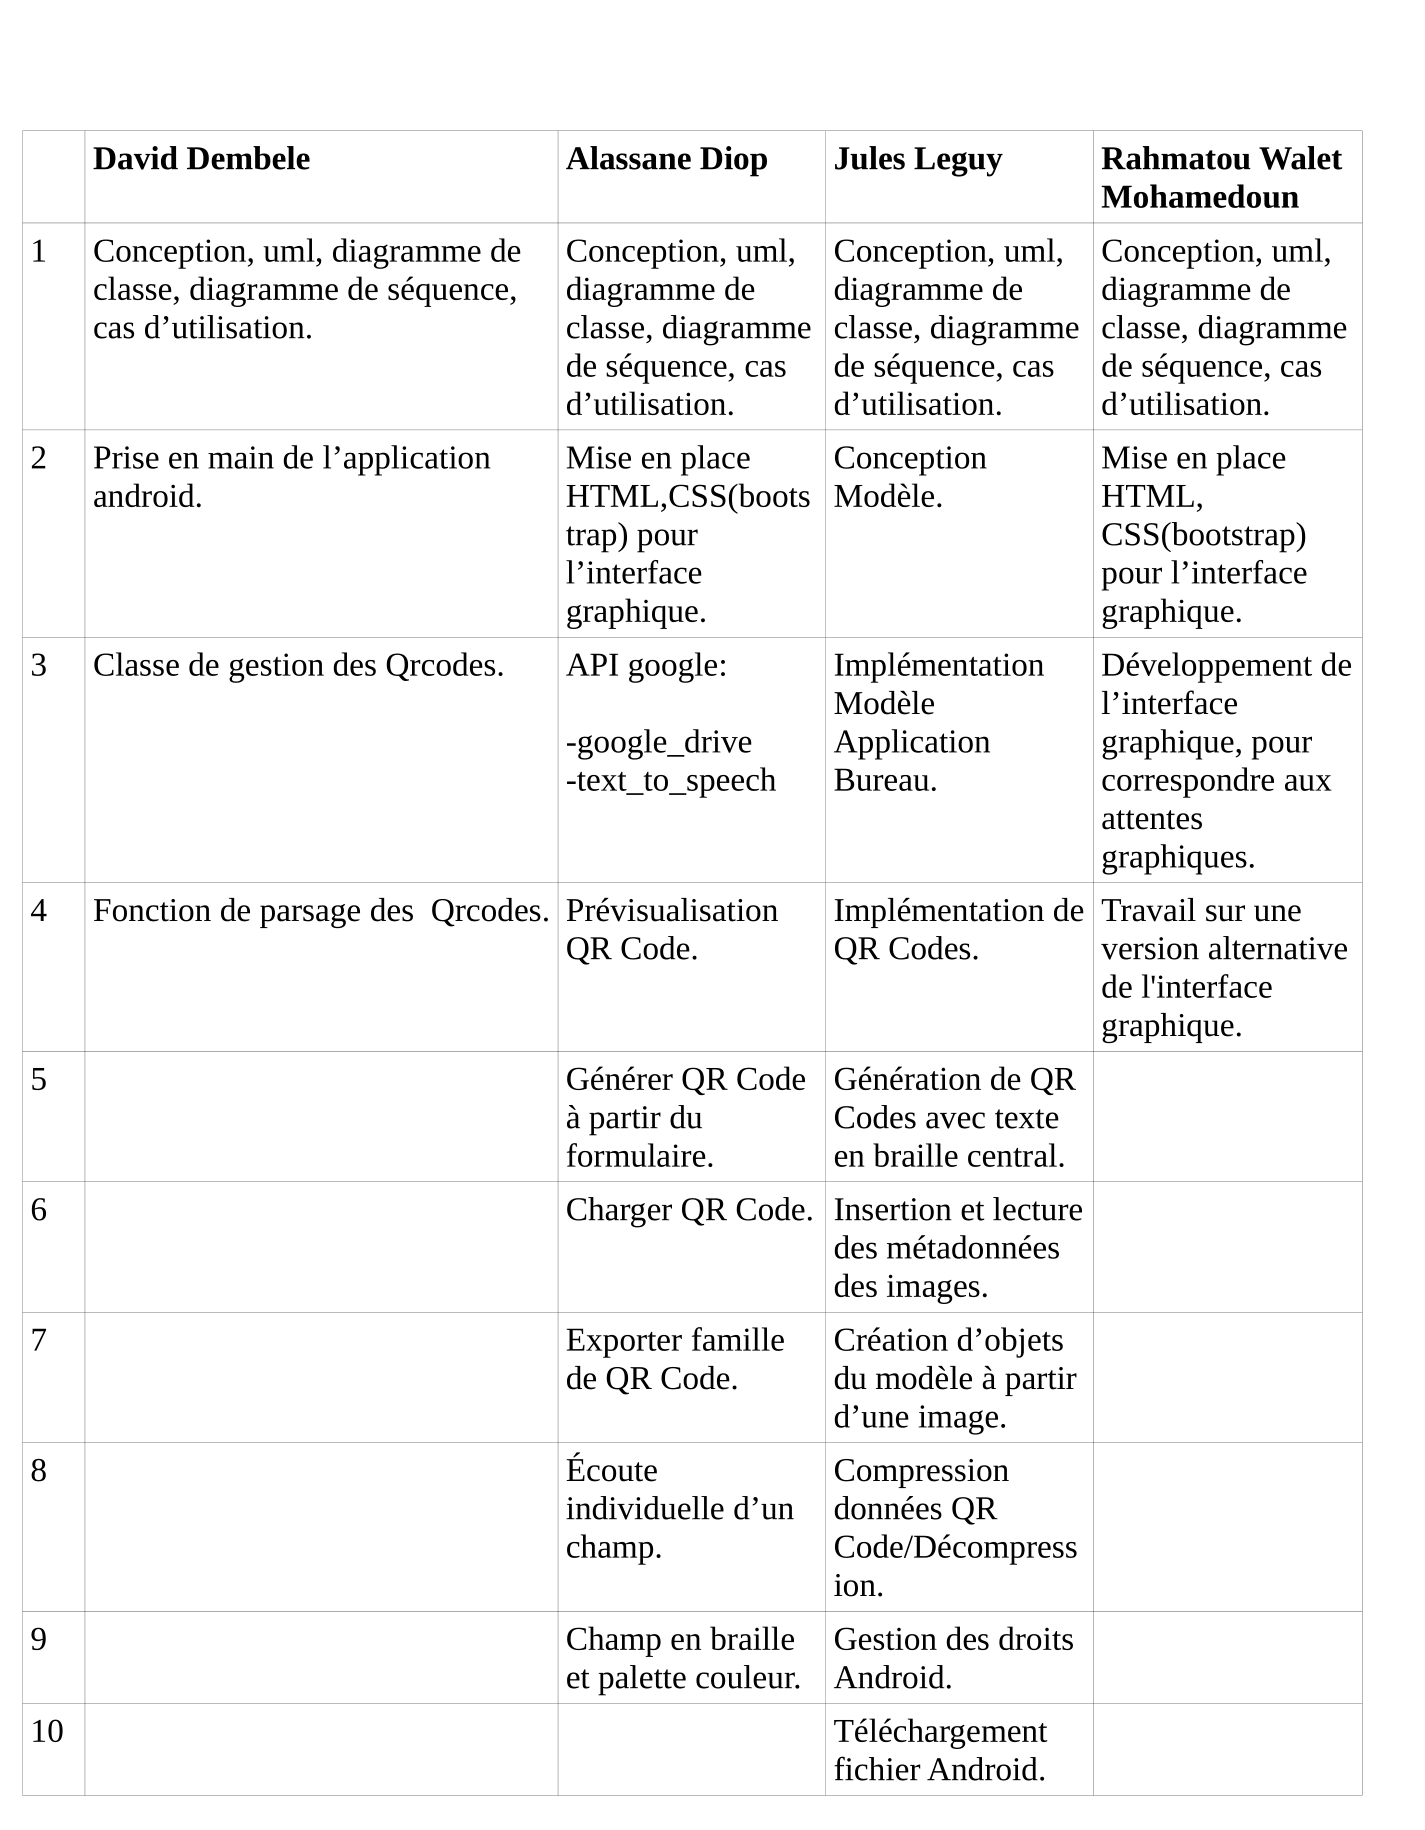 David Dembele
Alassane Diop
Jules Leguy
Rahmatou Walet
Mohamedoun
1
Conception, uml, diagramme de
classe, diagramme de séquence,
cas d’utilisation.
Conception, uml,
diagramme de
classe, diagramme
de séquence, cas
d’utilisation.
Conception, uml,
diagramme de
classe, diagramme
de séquence, cas
d’utilisation.
Conception, uml,
diagramme de
classe, diagramme
de séquence, cas
d’utilisation.
2
Prise en main de l’application
android.
Mise en place
HTML,CSS(boots
trap) pour
l’interface
graphique.
Conception
Modèle.
Mise en place
HTML,
CSS(bootstrap)
pour l’interface
graphique.
3
Classe de gestion des Qrcodes.
API google:
-google_drive
-text_to_speech
Implémentation
Modèle
Application
Bureau.
Développement de
l’interface
graphique, pour
correspondre aux
attentes
graphiques.
4
Fonction de parsage des  Qrcodes.
Prévisualisation
QR Code.
Implémentation de
QR Codes.
Travail sur une
version alternative
de l'interface
graphique.
5
Générer QR Code
à partir du
formulaire.
Génération de QR
Codes avec texte
en braille central.
6
Charger QR Code.
Insertion et lecture
des métadonnées
des images.
7
Exporter famille
de QR Code.
Création d’objets
du modèle à partir
d’une image.
8
Écoute
individuelle d’un
champ.
Compression
données QR
Code/Décompress
ion.
9
Champ en braille
et palette couleur.
Gestion des droits
Android.
10
Téléchargement
fichier Android.